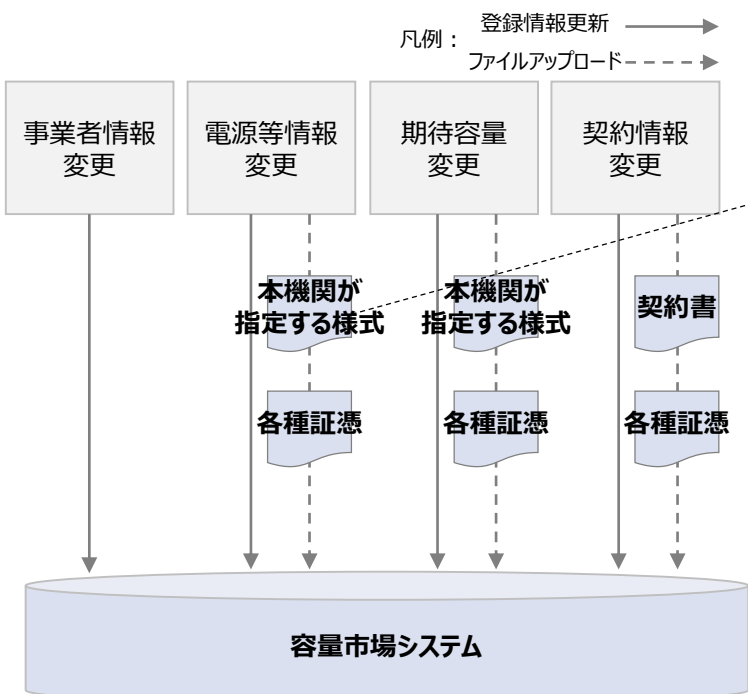 凡例：
登録情報更新
ファイルアップロード
事業者情報
変更
電源等情報
変更
期待容量
変更
契約情報
変更
本機関が
指定する様式
本機関が
指定する様式
契約書
各種証憑
各種証憑
各種証憑
容量市場システム